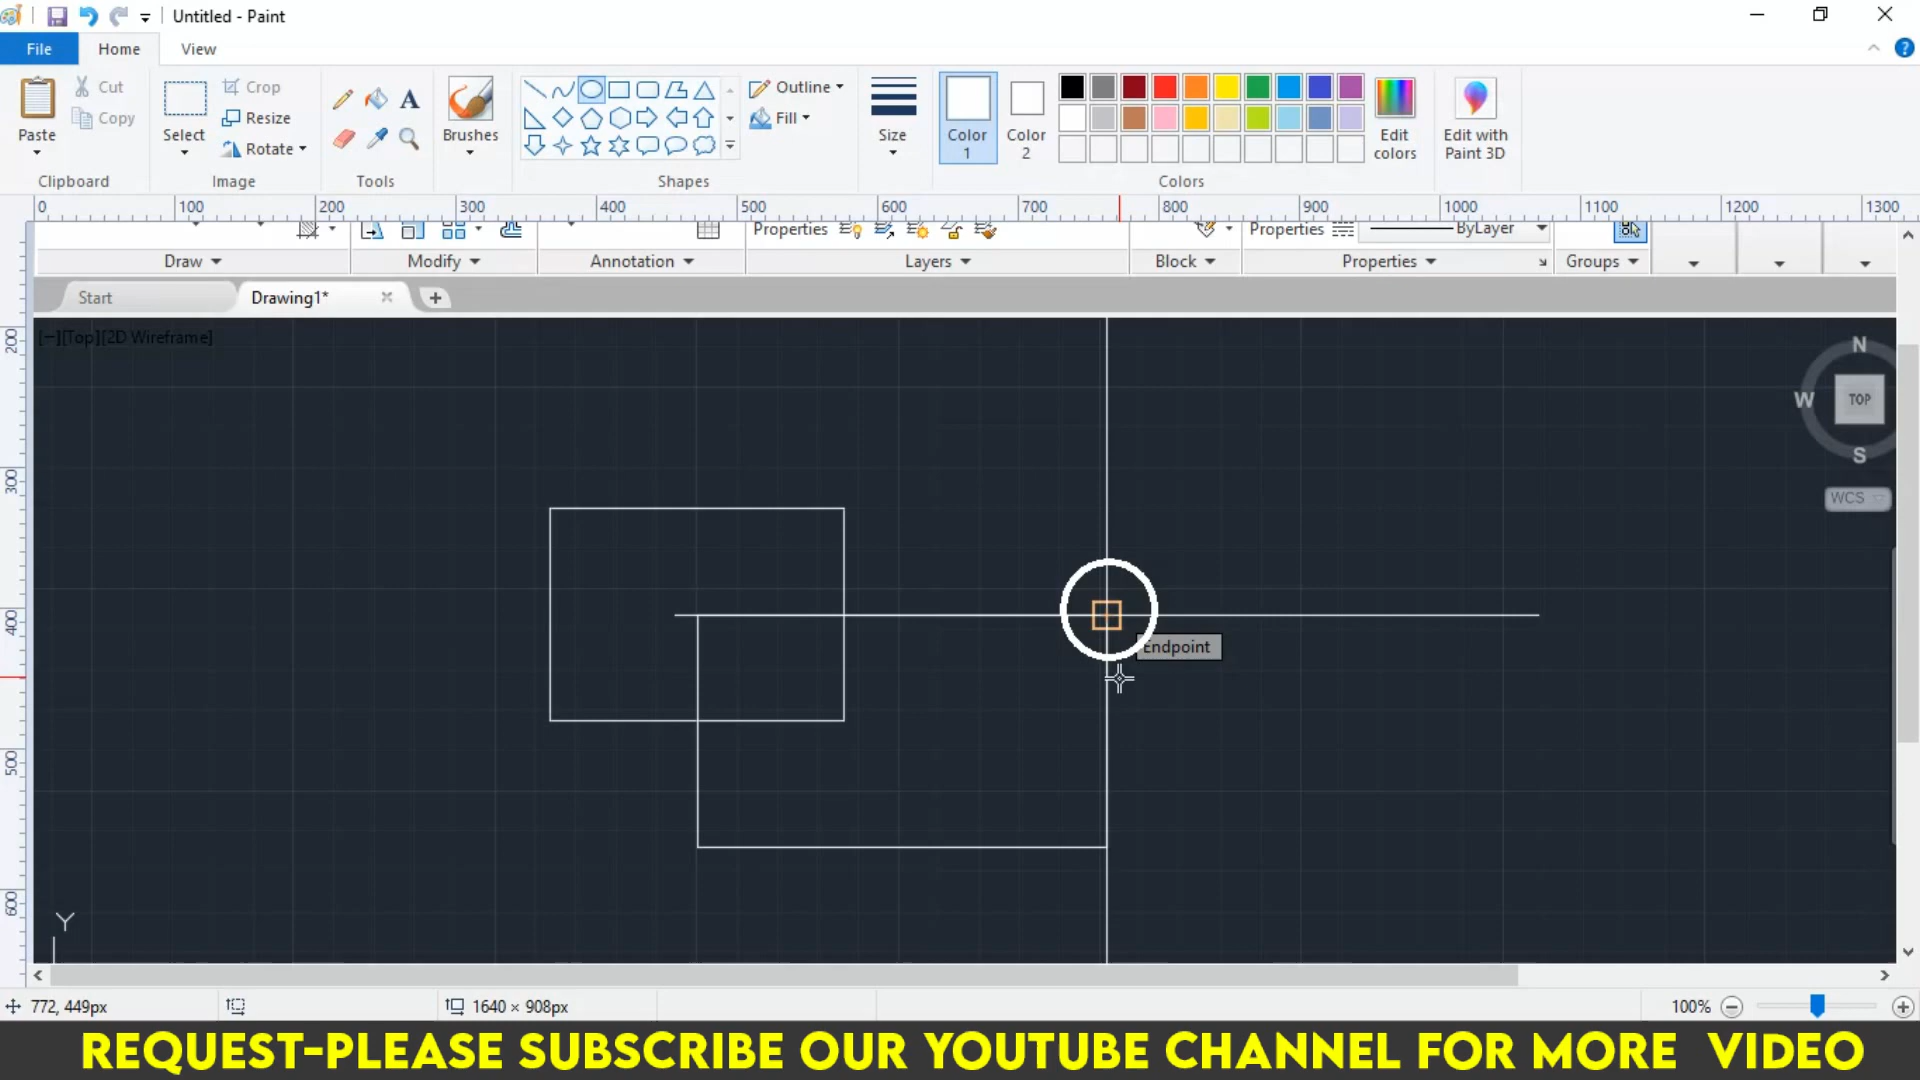 Untitled - Paint
File Home View
Paste Cut Copy Clipboard
Select Crop Resize Rotate Image
A
Tools
Brushes
Shapes
Outline Fill
Size
Color 1 Color 2
Edit colors
Colors
Edit with Paint 3D
0 100 200 300 400 500 600 700 800 900 1000 1100 1200 1300
Properties Properties ByLayer
Draw Modify Annotation Layers Block Properties Groups
Start Drawing1*
[–][Top][2D Wireframe]
200
300
400
500
600
N
W TOP
S
WCS
Endpoint
Y
772, 449px 1640 × 908px 100%
REQUEST-PLEASE SUBSCRIBE OUR YOUTUBE CHANNEL FOR MORE VIDEO